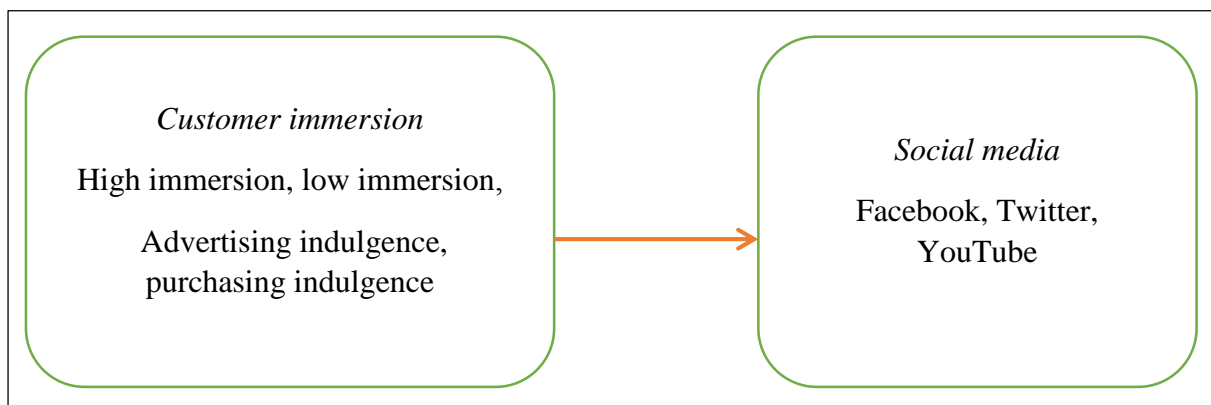 Customer immersion
High immersion, low immersion,
Advertising indulgence,
purchasing indulgence
Social media
Facebook, Twitter,
YouTube